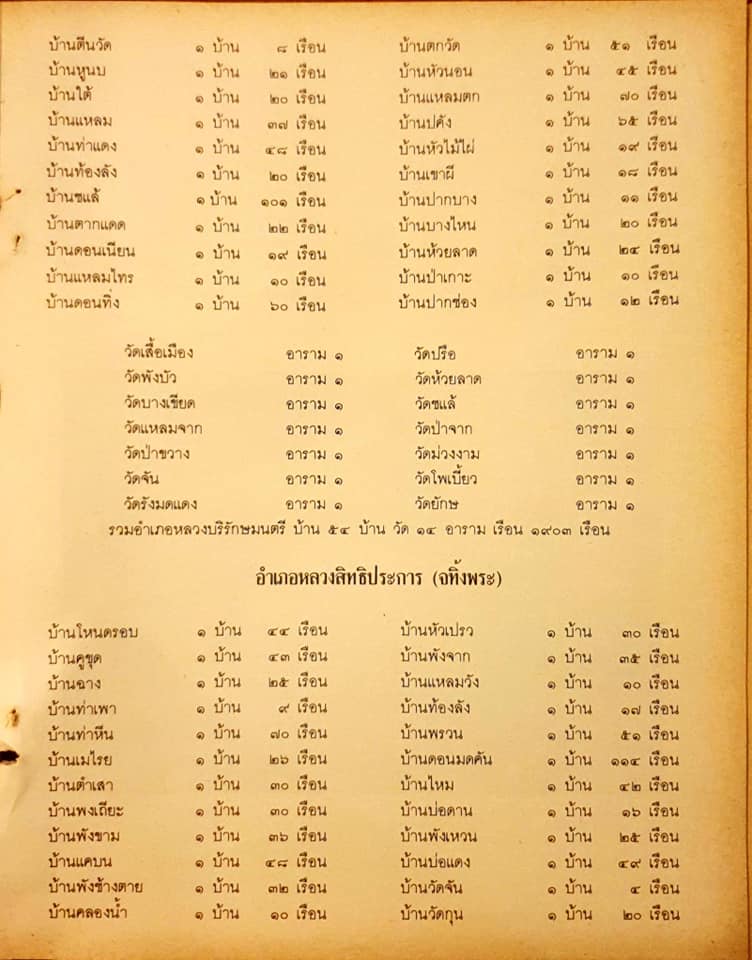 บ้านตีนวัด ๑ บ้าน ๘ เรือน บ้านตกวัด ๑ บ้าน ๕๑ เรือน
บ้านหูนบ ๑ บ้าน ๒๑ เรือน บ้านหัวนอน ๑ บ้าน ๔๕ เรือน
บ้านใต้ ๑ บ้าน ๒๐ เรือน บ้านแหลมตก ๑ บ้าน ๗๐ เรือน
บ้านแหลม ๑ บ้าน ๓๗ เรือน บ้านปคัง ๑ บ้าน ๖๕ เรือน
บ้านท่าแดง ๑ บ้าน ๔๘ เรือน บ้านหัวไม้ไผ่ ๑ บ้าน ๑๙ เรือน
บ้านท้องลัง ๑ บ้าน ๒๐ เรือน บ้านเขาผี ๑ บ้าน ๑๘ เรือน
บ้านชแล้ ๑ บ้าน ๑๐๑ เรือน บ้านปากบาง ๑ บ้าน ๑๑ เรือน
บ้านตากแดด ๑ บ้าน ๒๒ เรือน บ้านบางไหน ๑ บ้าน ๒๐ เรือน
บ้านดอนเนียน ๑ บ้าน ๑๙ เรือน บ้านห้วยลาด ๑ บ้าน ๒๔ เรือน
บ้านแหลมไทร ๑ บ้าน ๑๐ เรือน บ้านป่าเกาะ ๑ บ้าน ๑๐ เรือน
บ้านดอนทิ่ง ๑ บ้าน ๖๐ เรือน บ้านปากช่อง ๑ บ้าน ๑๒ เรือน
วัดเสื้อเมือง อาราม ๑ วัดปรือ อาราม ๑
วัดพังบัว อาราม ๑ วัดห้วยลาด อาราม ๑
วัดบางเขียด อาราม ๑ วัดชแล้ อาราม ๑
วัดแหลมจาก อาราม ๑ วัดป่าจาก อาราม ๑
วัดป่าขวาง อาราม ๑ วัดม่วงงาม อาราม ๑
วัดจัน อาราม ๑ วัดโพเบี้ยว อาราม ๑
วัดรังมดแดง อาราม ๑ วัดยักษ อาราม ๑
รวมอำเภอหลวงบริรักษมนตรี บ้าน ๕๔ บ้าน วัด ๑๔ อาราม เรือน ๑๙๐๓ เรือน
อำเภอหลวงสิทธิประการ (จทิ้งพระ)
บ้านโหนดรอบ ๑ บ้าน ๔๔ เรือน บ้านหัวเปรว ๑ บ้าน ๓๐ เรือน
บ้านคูขุด ๑ บ้าน ๔๓ เรือน บ้านพังจาก ๑ บ้าน ๓๕ เรือน
บ้านฉาง ๑ บ้าน ๒๕ เรือน บ้านแหลมวัง ๑ บ้าน ๑๐ เรือน
บ้านท่าเพา ๑ บ้าน ๙ เรือน บ้านท้องลัง ๑ บ้าน ๑๗ เรือน
บ้านท่าหีน ๑ บ้าน ๗๐ เรือน บ้านพรวน ๑ บ้าน ๕๑ เรือน
บ้านเมไรย ๑ บ้าน ๒๖ เรือน บ้านดอนมดคัน ๑ บ้าน ๑๑๔ เรือน
บ้านตำเสา ๑ บ้าน ๓๐ เรือน บ้านไหม ๑ บ้าน ๔๒ เรือน
บ้านพงเถียะ ๑ บ้าน ๓๐ เรือน บ้านบ่อดาน ๑ บ้าน ๑๖ เรือน
บ้านพังขาม ๑ บ้าน ๓๖ เรือน บ้านพังเหวน ๑ บ้าน ๒๕ เรือน
บ้านแคบน ๑ บ้าน ๔๘ เรือน บ้านบ่อแดง ๑ บ้าน ๔๙ เรือน
บ้านพังช้างตาย ๑ บ้าน ๓๒ เรือน บ้านวัดจัน ๑ บ้าน ๔ เรือน
บ้านคลองน้ำ ๑ บ้าน ๑๐ เรือน บ้านวัดกุน ๑ บ้าน ๒๐ เรือน